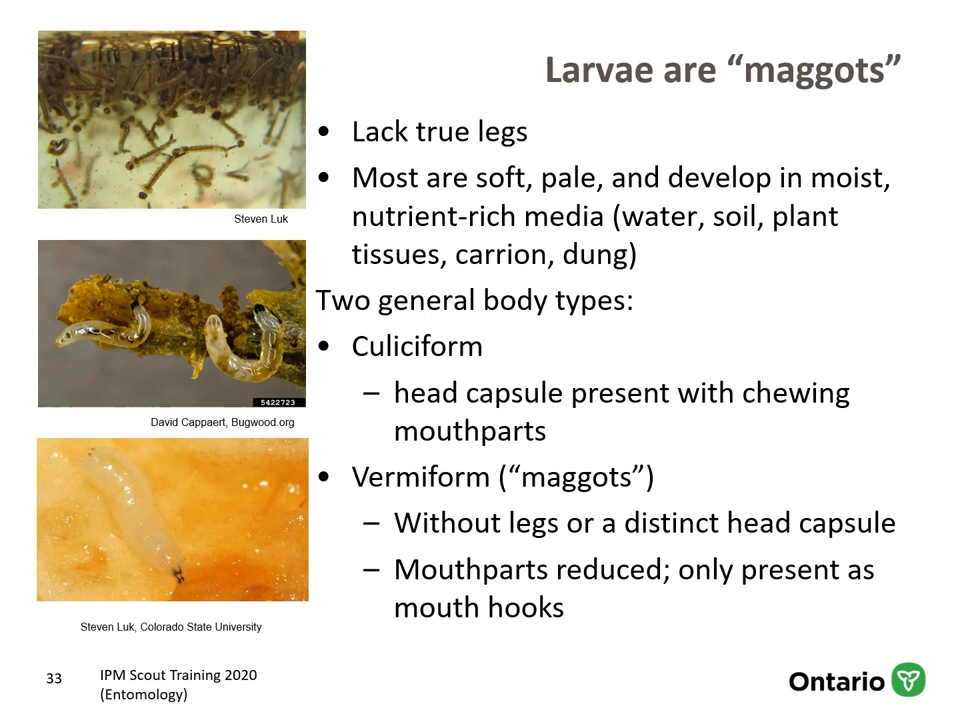 Larvae are “maggots”
• Lack true legs
• Most are soft, pale, and develop in moist,
nutrient-rich media (water, soil, plant
tissues, carrion, dung)
Two general body types:
• Culiciform
– head capsule present with chewing
mouthparts
• Vermiform (“maggots”)
– Without legs or a distinct head capsule
– Mouthparts reduced; only present as
mouth hooks
Steven Luk
5422723
David Cappaert, Bugwood.org
Steven Luk, Colorado State University
33
IPM Scout Training 2020
(Entomology)
Ontario